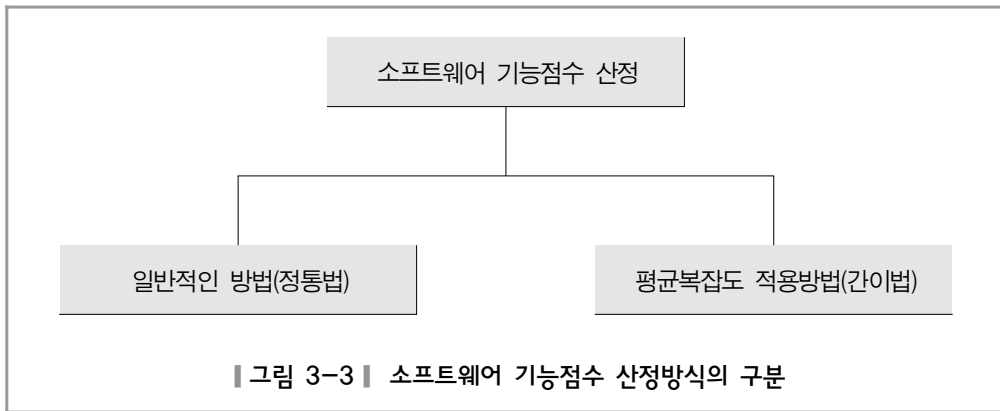 소프트웨어 기능점수 산정
일반적인 방법(정통법)
평균복잡도 적용방법(간이법)
▌그림 3-3▐ 소프트웨어 기능점수 산정방식의 구분